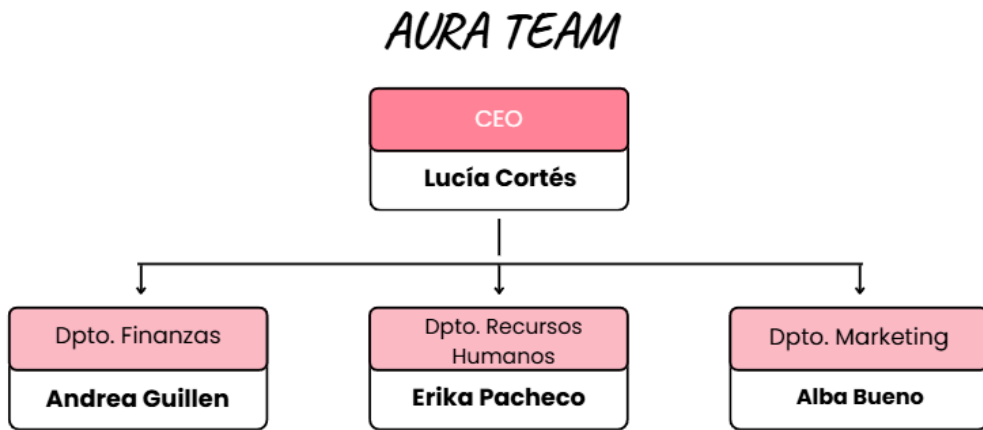 AURA TEAM
CEO
Lucía Cortés
Dpto. Finanzas
Andrea Guillen
Dpto. Recursos
Humanos
Erika Pacheco
Dpto. Marketing
Alba Bueno